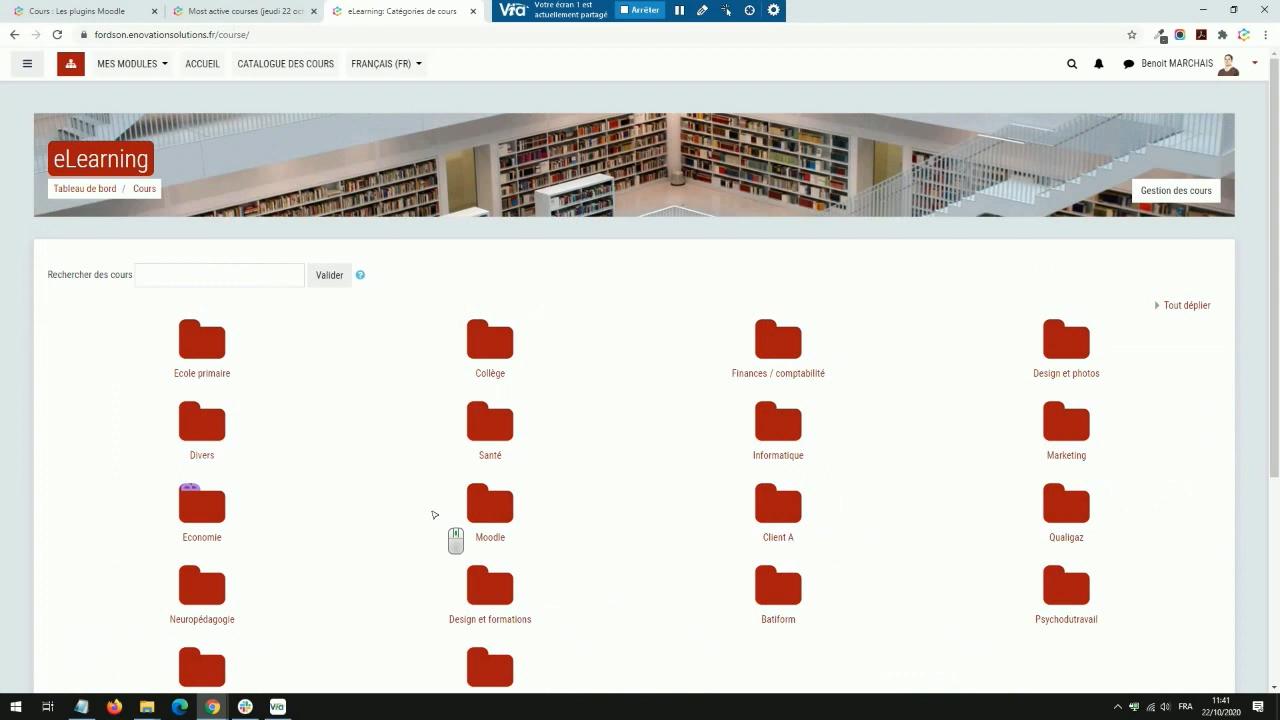 Cours : Les plugins Moodle
Most active courses (jeudi 22 oc
eLearning: Catégories de cours
Via
Votre écran 1 est
actuellement partagé
Arrêter
fordson.enovationsolutions.fr/course/
MES MODULES
ACCUEIL
CATALOGUE DES COURS
FRANÇAIS (FR)
Benoit MARCHAIS
eLearning
Tableau de bord / Cours
Gestion des cours
Rechercher des cours
Valider
Tout déplier
Ecole primaire
Collège
Finances / comptabilité
Design et photos
Divers
Santé
Informatique
Marketing
Economie
Moodle
Client A
Qualigaz
Neuropédagogie
Design et formations
Batiform
Psychodutravail
Via
FRA
11:41
22/10/2020